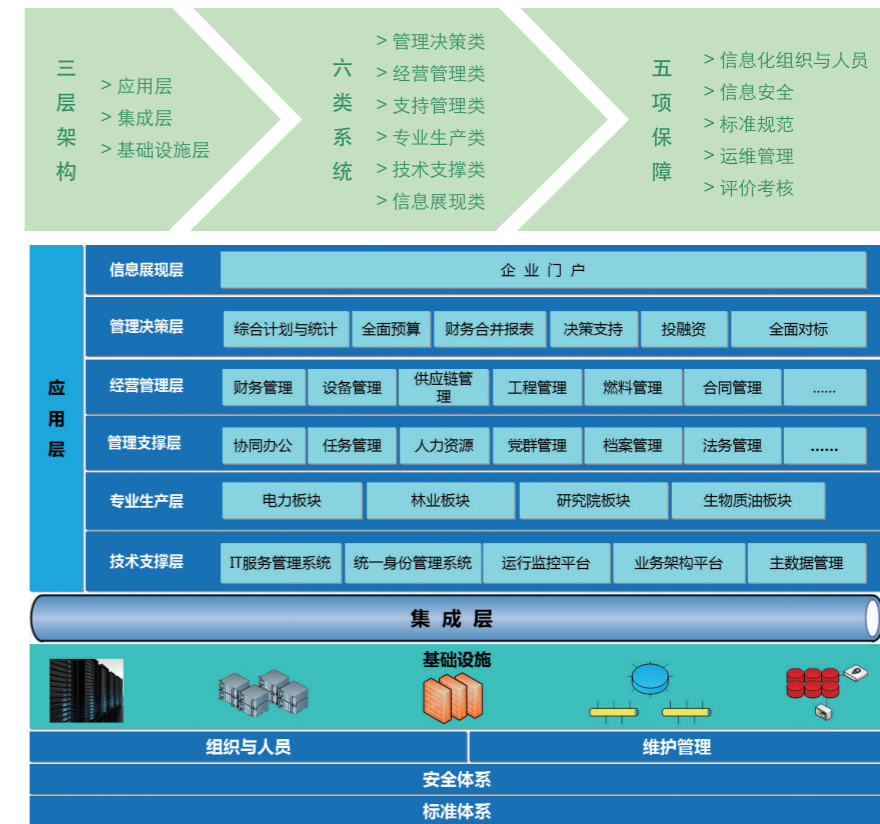 三层架构
> 应用层
> 集成层
> 基础设施层
六类系统
> 管理决策类
> 经营管理类
> 支持管理类
> 专业生产类
> 技术支撑类
> 信息展现类
五项保障
> 信息化组织与人员
> 信息安全
> 标准规范
> 运维管理
> 评价考核
应用层
信息展现层
企业门户
管理决策层
综合计划与统计
全面预算
财务合并报表
决策支持
投融资
全面对标
经营管理层
财务管理
设备管理
供应链管
理
工程管理
燃料管理
合同管理
......
管理支撑层
协同办公
任务管理
人力资源
党群管理
档案管理
法务管理
......
专业生产层
电力板块
林业板块
研究院板块
生物质油板块
技术支撑层
IT服务管理系统
统一身份管理系统
运行监控平台
业务架构平台
主数据管理
集成层
基础设施
组织与人员
维护管理
安全体系
标准体系